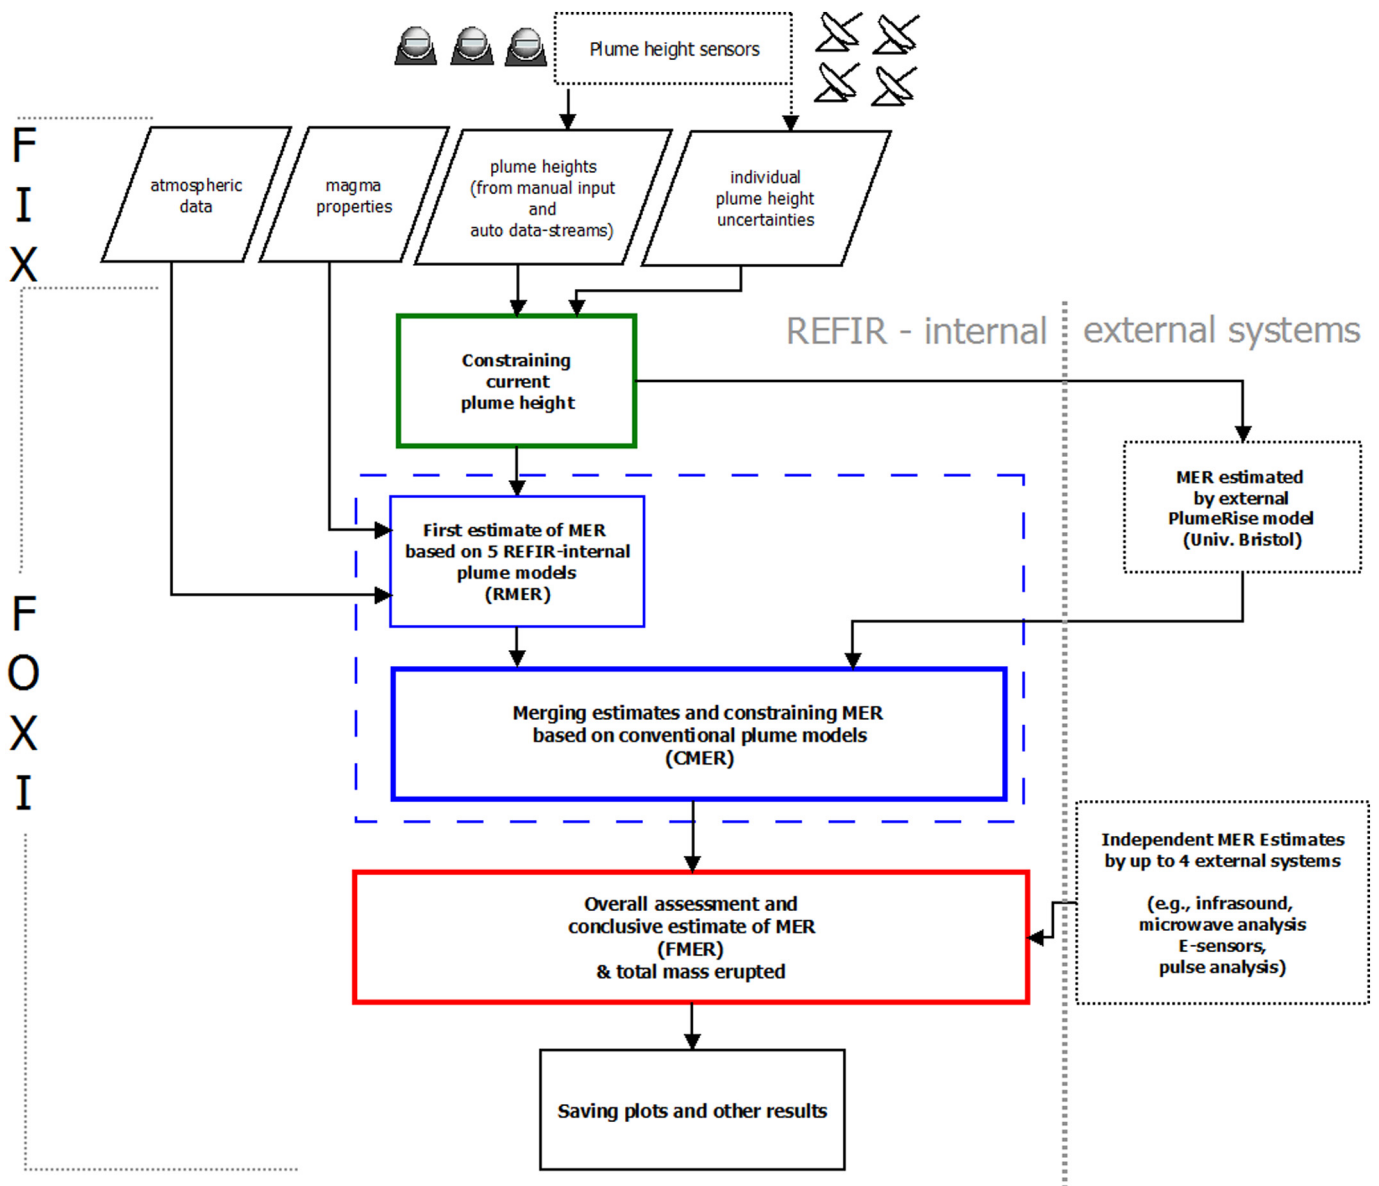 Plume height sensors
F
I
X
atmospheric
data
magma
properties
plume heights
(from manual input
and
auto data-streams)
individual
plume height
uncertainties
REFIR - internal
external systems
Constraining
current
plume height
MER estimated
by external
PlumeRise model
(Univ. Bristol)
First estimate of MER
based on 5 REFIR-internal
plume models
(RMER)
F
O
X
I
Merging estimates and constraining MER
based on conventional plume models
(CMER)
Independent MER Estimates
by up to 4 external systems
(e.g., infrasound,
microwave analysis
E-sensors,
pulse analysis)
Overall assessment and
conclusive estimate of MER
(FMER)
& total mass erupted
Saving plots and other results